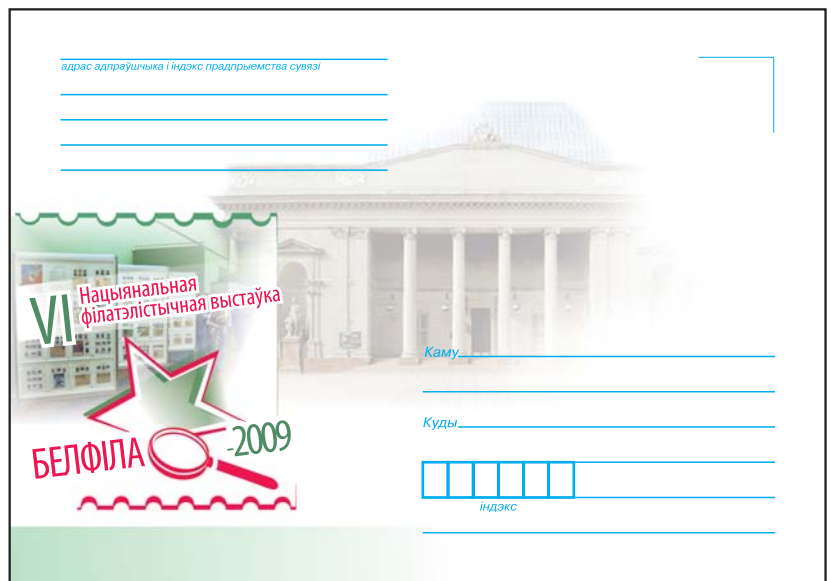 адрас адпраўшчыка і індэкс прадпрыемства сувязі
VI
Нацыянальная
філатэлістычная выстаўка
БЕЛФІЛА
-2009
Каму
Куды
індэкс